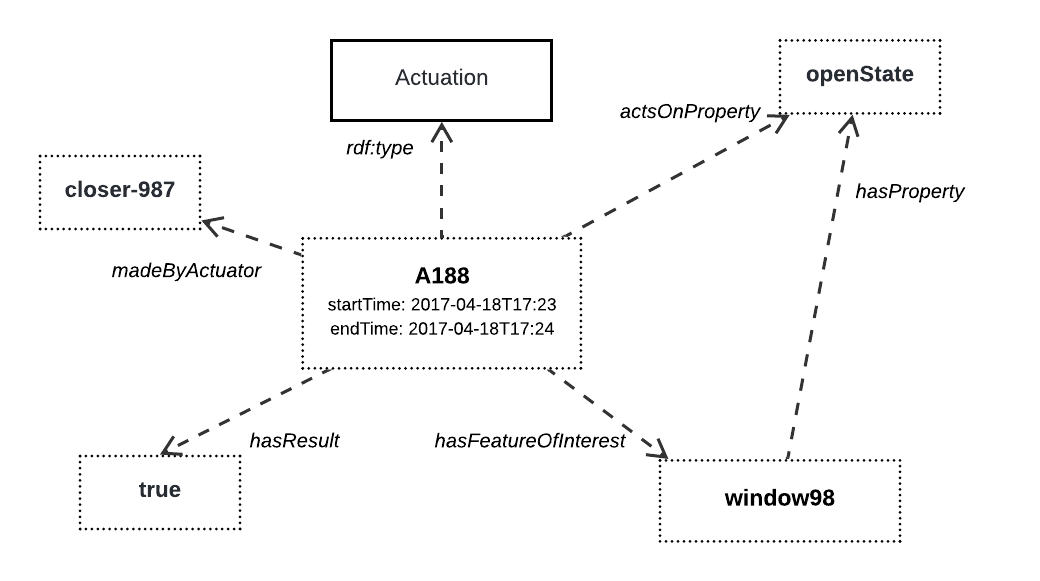 Actuation
openState
actsOnProperty
rdf:type
closer-987
hasProperty
madeByActuator
A188
startTime: 2017-04-18T17:23
endTime: 2017-04-18T17:24
hasResult
hasFeatureOfInterest
true
window98